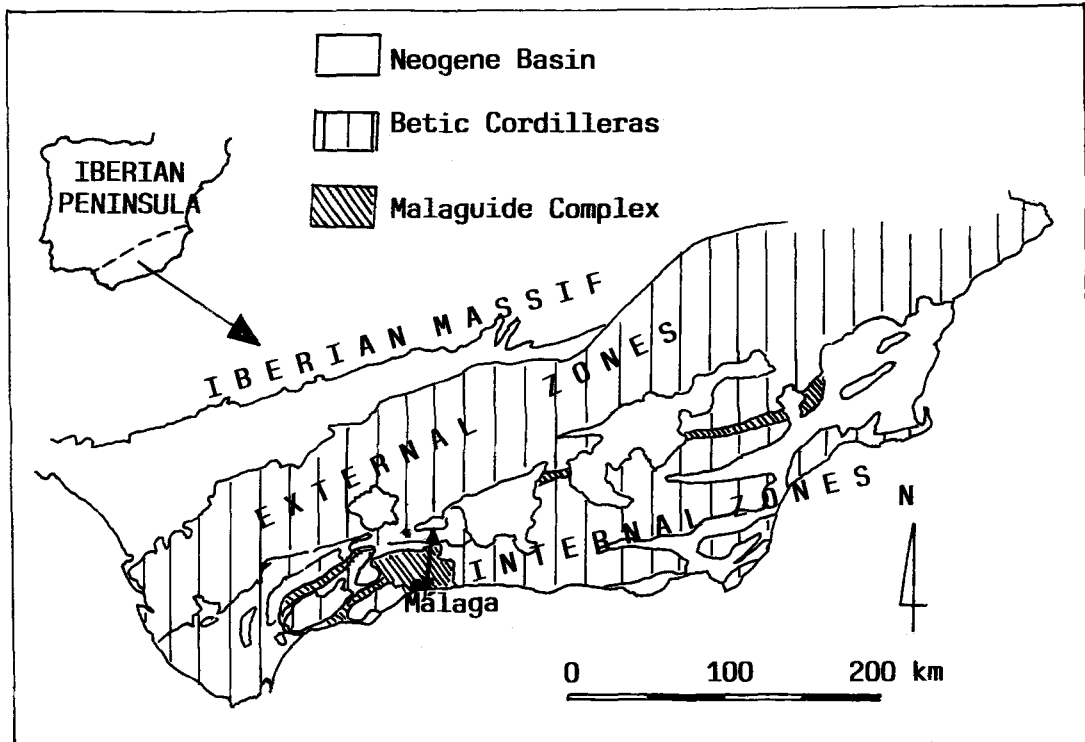 Neogene Basin
Betic Cordilleras
Malaguide Complex
IBERIAN
PENINSULA
IBERIAN MASSIF
EXTERNAL ZONES
INTERNAL ZONES
Málaga
N
0 100 200 km